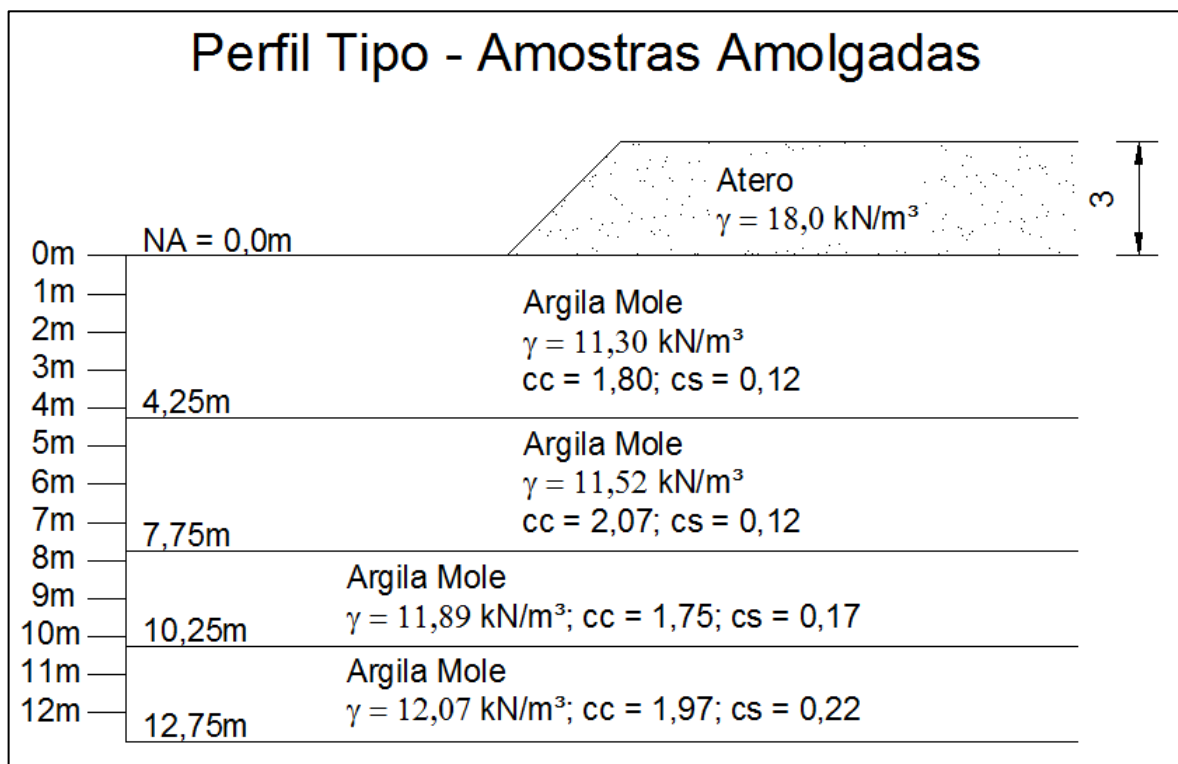 Perfil Tipo - Amostras Amolgadas
Atero
γ = 18,0 kN/m³
3
NA = 0,0m
0m
1m
2m
3m
4m
5m
6m
7m
8m
9m
10m
11m
12m
Argila Mole
γ = 11,30 kN/m³
cc = 1,80; cs = 0,12
4,25m
Argila Mole
γ = 11,52 kN/m³
cc = 2,07; cs = 0,12
7,75m
Argila Mole
γ = 11,89 kN/m³; cc = 1,75; cs = 0,17
10,25m
Argila Mole
γ = 12,07 kN/m³; cc = 1,97; cs = 0,22
12,75m